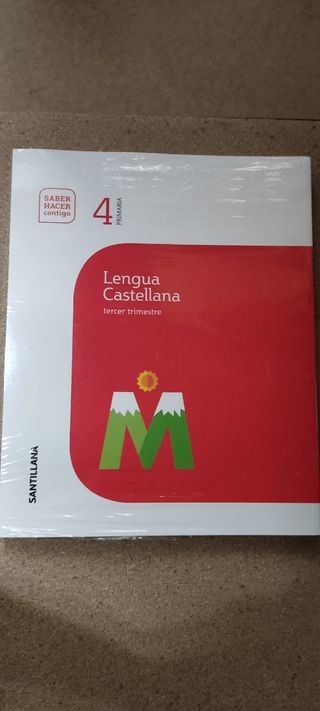 SABER
HACER
contigo
4
PRIMARIA
Lengua
Castellana
tercer trimestre
M
SANTILLANA